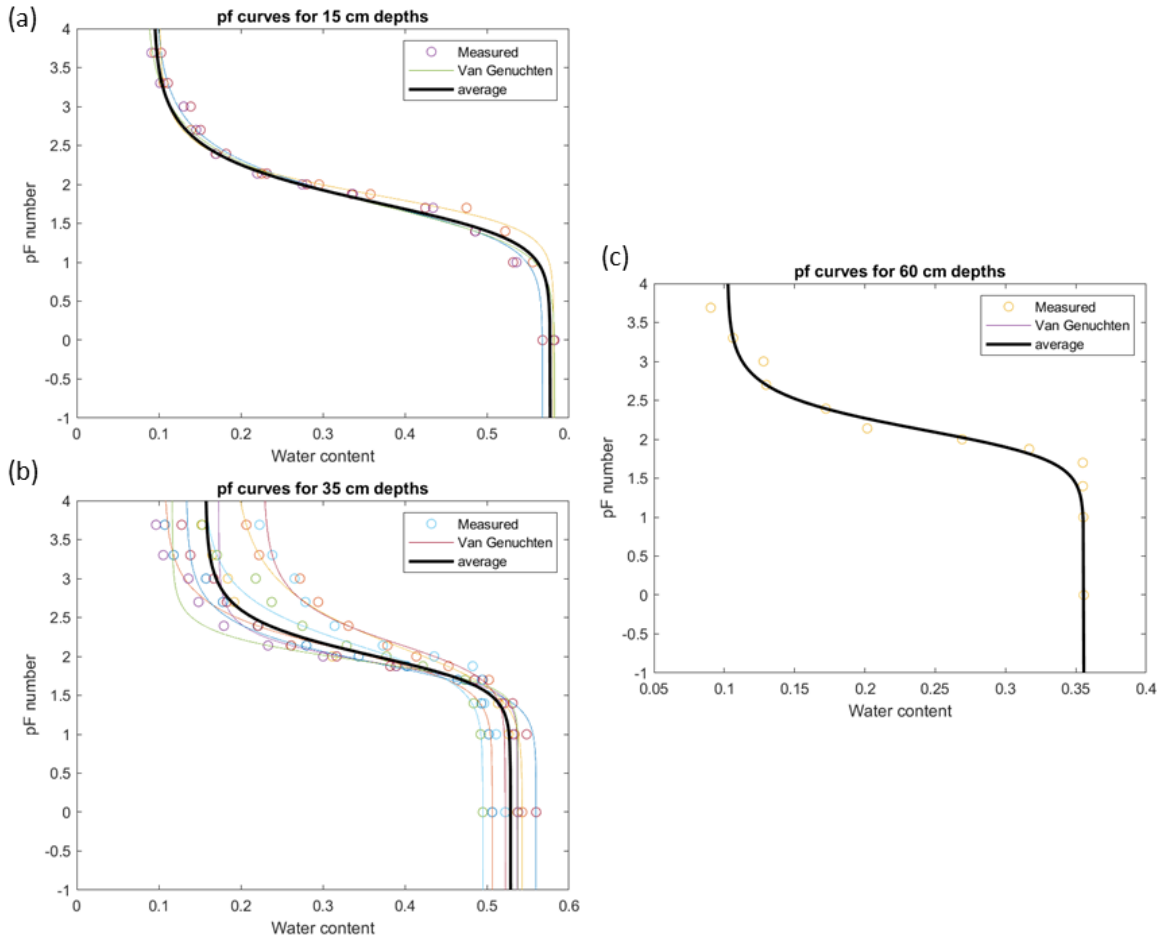 (a)
pf curves for 15 cm depths
Measured
Van Genuchten
average
4
3.5
3
2.5
2
1.5
1
0.5
0
-0.5
-1
pF number
0 0.1 0.2 0.3 0.4 0.5 0.
Water content
(b)
pf curves for 35 cm depths
Measured
Van Genuchten
average
4
3.5
3
2.5
2
1.5
1
0.5
0
-0.5
-1
pF number
0 0.1 0.2 0.3 0.4 0.5 0.6
Water content
(c)
pf curves for 60 cm depths
Measured
Van Genuchten
average
4
3.5
3
2.5
2
1.5
1
0.5
0
-0.5
-1
pF number
0.05 0.1 0.15 0.2 0.25 0.3 0.35 0.4
Water content